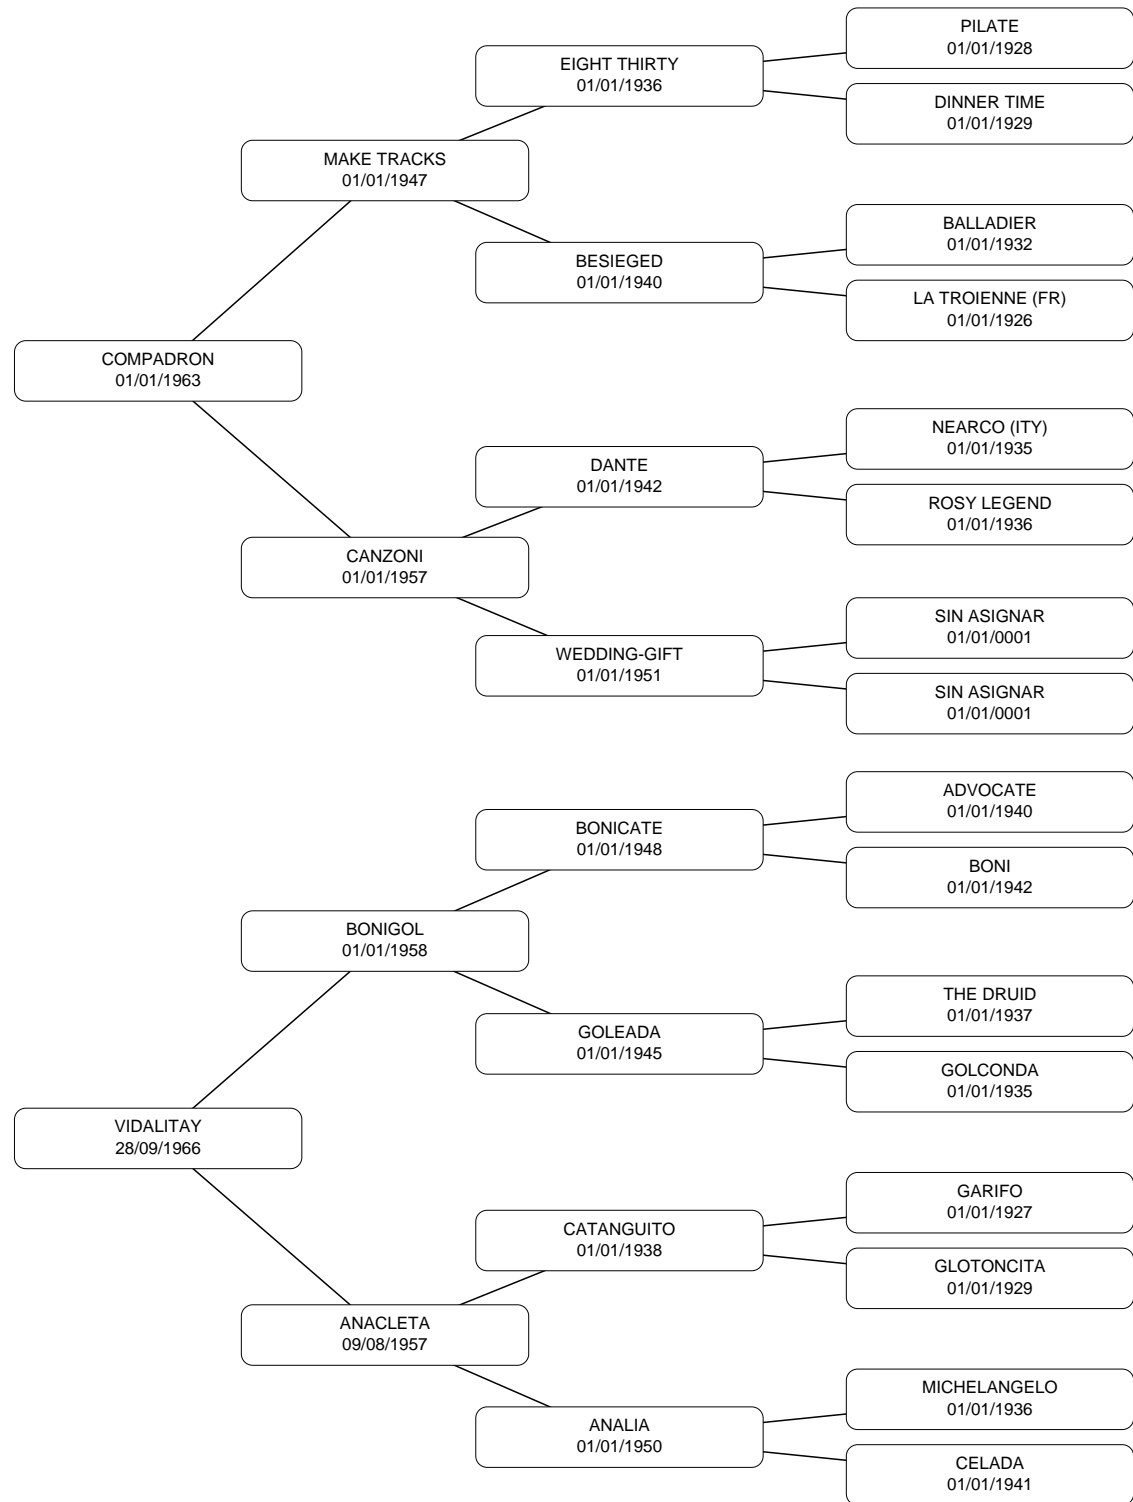 PILATE
01/01/1928
EIGHT THIRTY
01/01/1936
DINNER TIME
01/01/1929
MAKE TRACKS
01/01/1947
BALLADIER
01/01/1932
BESIEGED
01/01/1940
LA TROIENNE (FR)
01/01/1926
COMPADRON
01/01/1963
NEARCO (ITY)
01/01/1935
DANTE
01/01/1942
ROSY LEGEND
01/01/1936
CANZONI
01/01/1957
SIN ASIGNAR
01/01/0001
WEDDING-GIFT
01/01/1951
SIN ASIGNAR
01/01/0001
ADVOCATE
01/01/1940
BONICATE
01/01/1948
BONI
01/01/1942
BONIGOL
01/01/1958
THE DRUID
01/01/1937
GOLEADA
01/01/1945
GOLCONDA
01/01/1935
VIDALITAY
28/09/1966
GARIFO
01/01/1927
CATANGUITO
01/01/1938
GLOTONCITA
01/01/1929
ANACLETA
09/08/1957
MICHELANGELO
01/01/1936
ANALIA
01/01/1950
CELADA
01/01/1941